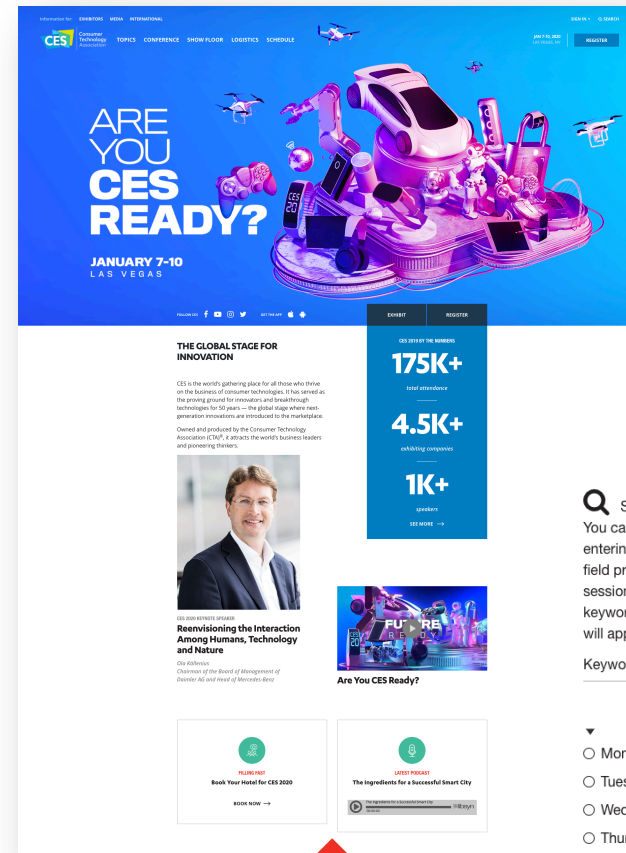 Information for: EXHIBITORS MEDIA INTERNATIONAL
SIGN IN SEARCH
CES Consumer Technology Association
TOPICS CONFERENCE SHOW FLOOR LOGISTICS SCHEDULE
JAN 7-10, 2020
LAS VEGAS, NV
REGISTER
ARE
YOU
CES
READY?
CES
20
JANUARY 7-10
LAS VEGAS
FOLLOW CES GET THE APP
EXHIBIT REGISTER
THE GLOBAL STAGE FOR
INNOVATION
CES is the world's gathering place for all those who thrive
on the business of consumer technologies. It has served as
the proving ground for innovators and breakthrough
technologies for 50 years — the global stage where next-
generation innovations are introduced to the marketplace.
Owned and produced by the Consumer Technology
Association (CTA)®, it attracts the world's business leaders
and pioneering thinkers.
CES 2019 BY THE NUMBERS
175K+
total attendance
4.5K+
exhibiting companies
1K+
speakers
SEE MORE →
CES 2020 KEYNOTE SPEAKER
Reenvisioning the Interaction
Among Humans, Technology
and Nature
Ola Källenius
Chairman of the Board of Management of
Daimler AG and Head of Mercedes-Benz
FUTURE
READY
Are You CES Ready?
FILLING FAST
Book Your Hotel for CES 2020
BOOK NOW →
LATEST PODCAST
The Ingredients for a Successful Smart City
The Ingredients for a Successful Smart City
00:00:00
libsyn
S
You ca
enterin
field pr
session
keywor
will app
Keywo
Mon
Tues
Wed
Thur